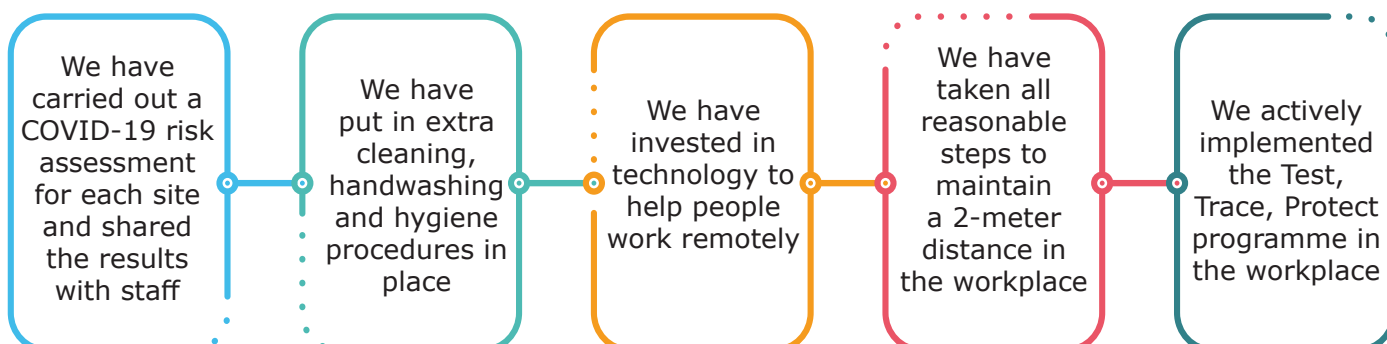 We have
carried out a
COVID-19 risk
assessment
for each site
and shared
the results
with staff
We have
put in extra
cleaning,
handwashing
and hygiene
procedures in
place
We have
invested in
technology to
help people
work remotely
We have
taken all
reasonable
steps to
maintain
a 2-meter
distance in
the workplace
We actively
implemented
the Test,
Trace, Protect
programme in
the workplace